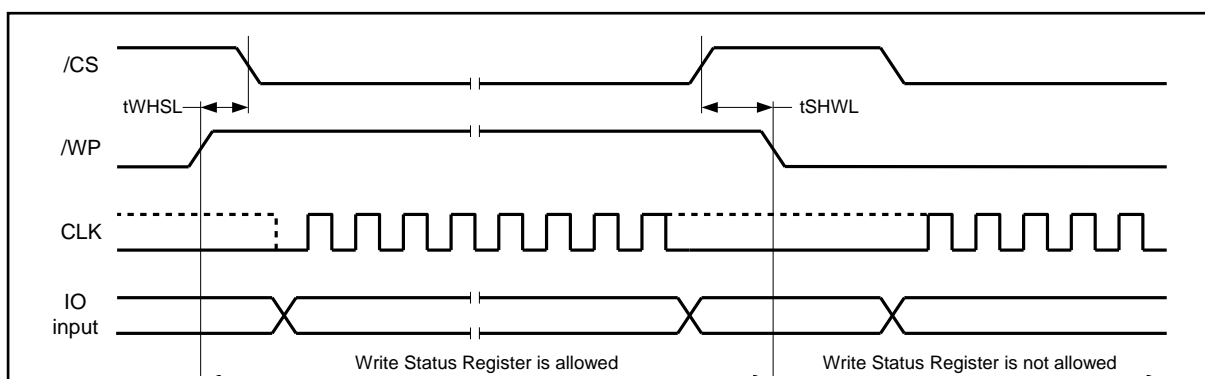 /CS
tWHSL
tSHWL
/WP
CLK
IO
input
Write Status Register is allowed
Write Status Register is not allowed